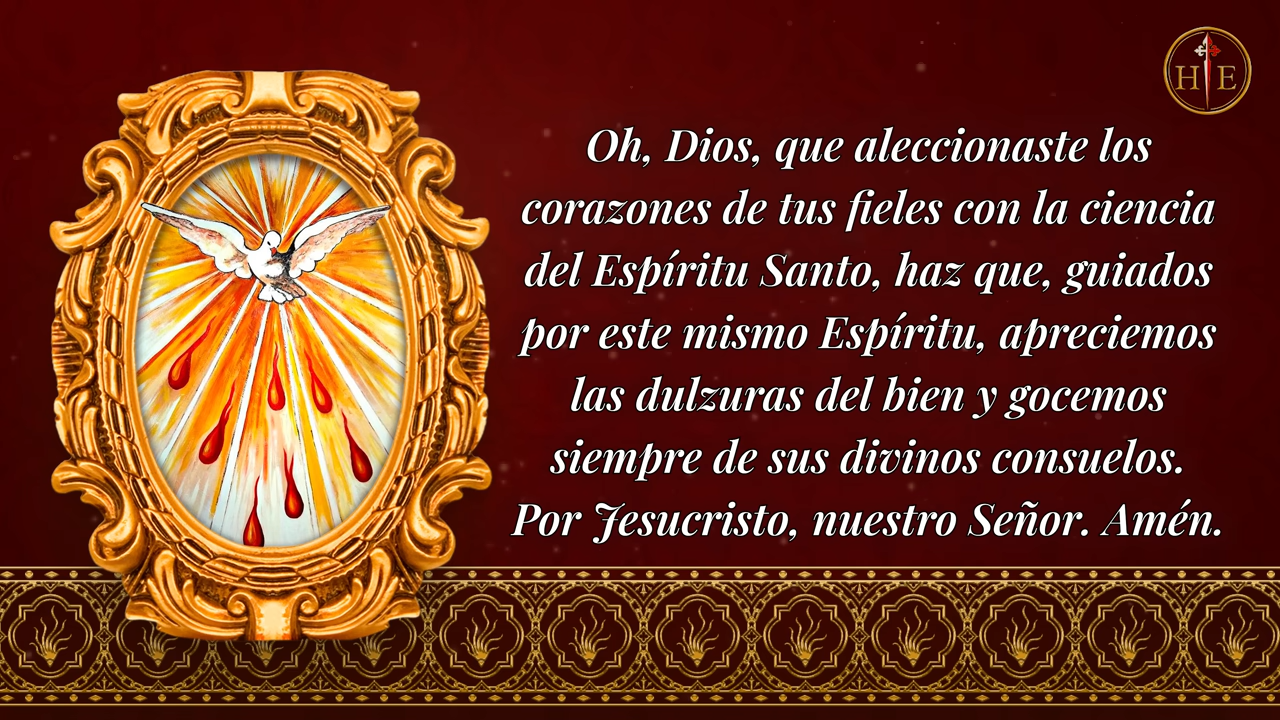 H E
Oh, Dios, que aleccionaste los
corazones de tus fieles con la ciencia
del Espíritu Santo, haz que, guiados
por este mismo Espíritu, apreciemos
las dulzuras del bien y gocemos
siempre de sus divinos consuelos.
Por Jesucristo, nuestro Señor. Amén.